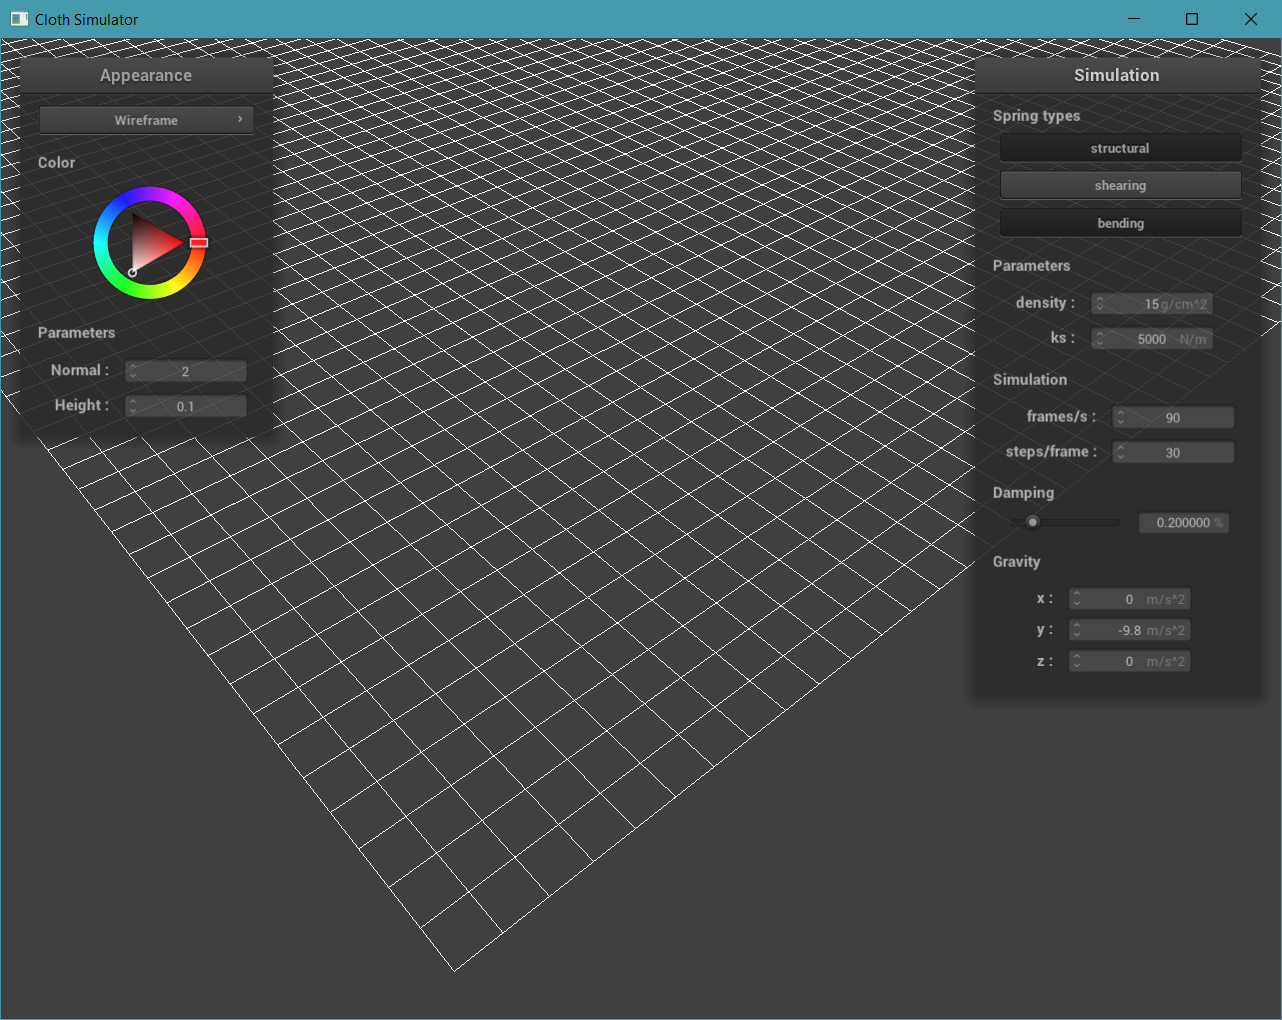 Cloth Simulator
Appearance
Wireframe
Color
Parameters
Normal : 2
Height : 0.1
Simulation
Spring types
structural
shearing
bending
Parameters
density : 15 g/cm^2
ks : 5000 N/m
Simulation
frames/s : 90
steps/frame : 30
Damping
0.200000 %
Gravity
x : 0 m/s^2
y : -9.8 m/s^2
z : 0 m/s^2